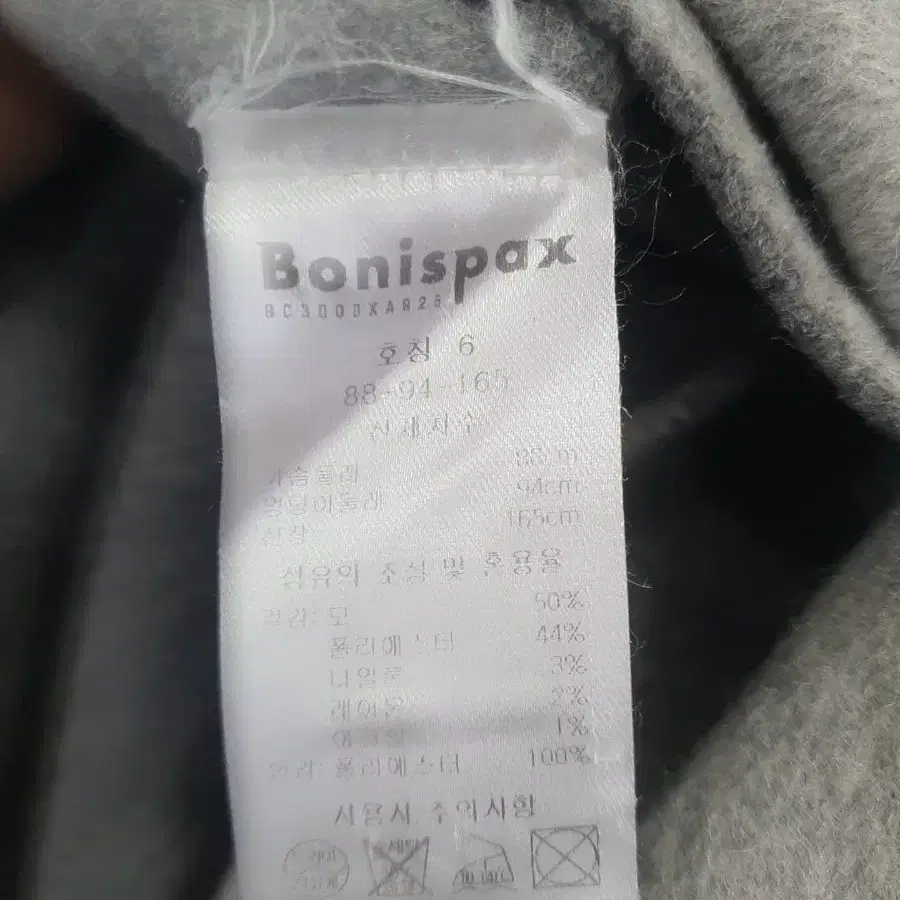 Bonispax
호칭 6
88-94-165
신체치수
가슴둘레 88cm
엉덩이둘레 94cm
신장 165cm
섬유의 조성 및 혼용율
겉감: 모 50%
폴리에스터 44%
나일론 3%
레이온 2%
1%
안감: 폴리에스터 100%
사용시 주의사항